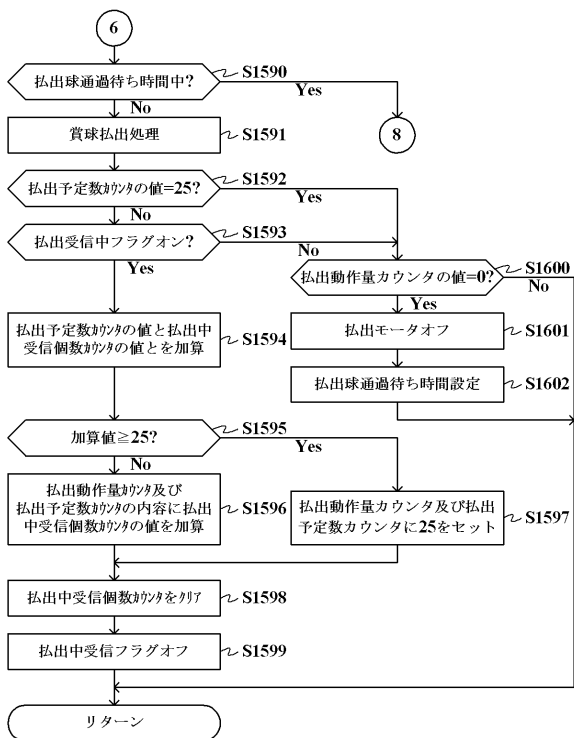 6
払出球通過待ち時間中?
S1590
Yes
No
8
賞球払出処理
S1591
払出予定数ｶｳﾝﾀの値=25?
S1592
Yes
No
払出受信中フラグオン?
S1593
No
Yes
払出動作量カウンタの値=0?
S1600
No
Yes
払出モータオフ
S1601
払出予定数ｶｳﾝﾀの値と払出中
受信個数ｶｳﾝﾀの値とを加算
S1594
払出球通過待ち時間設定
S1602
加算値≧25?
S1595
Yes
No
払出動作量ｶｳﾝﾀ及び
払出予定数ｶｳﾝﾀの内容に払出
中受信個数ｶｳﾝﾀの値を加算
S1596
払出動作量カウンタ及び払出
予定数カウンタに25をセット
S1597
払出中受信個数ｶｳﾝﾀをｸﾘｱ
S1598
払出中受信フラグオフ
S1599
リターン